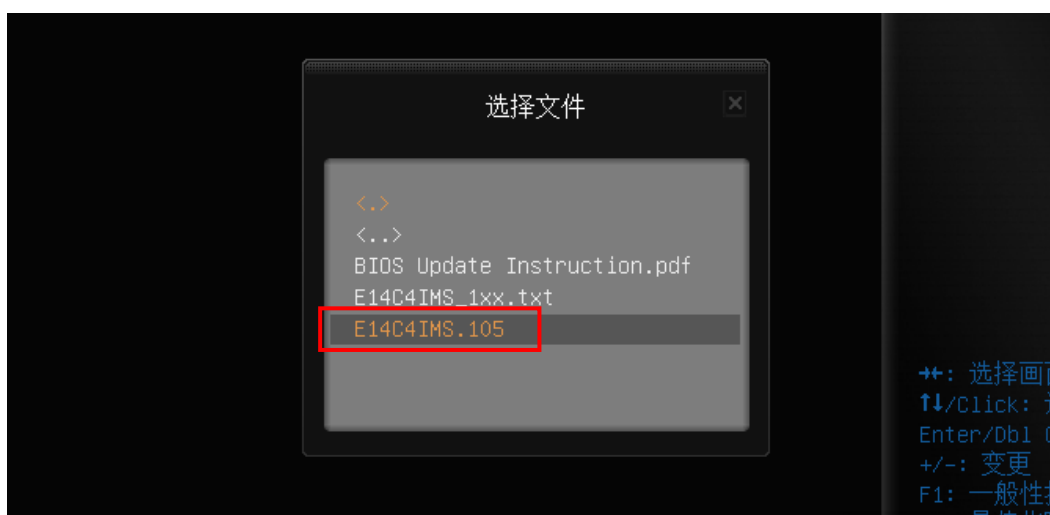 选择文件
<.>
<..>
BIOS Update Instruction.pdf
E14C4IMS_1xx.txt
E14C4IMS.105
→←: 选择画
↑↓/Click:
Enter/Dbl
+/-: 变更
F1: 一般性